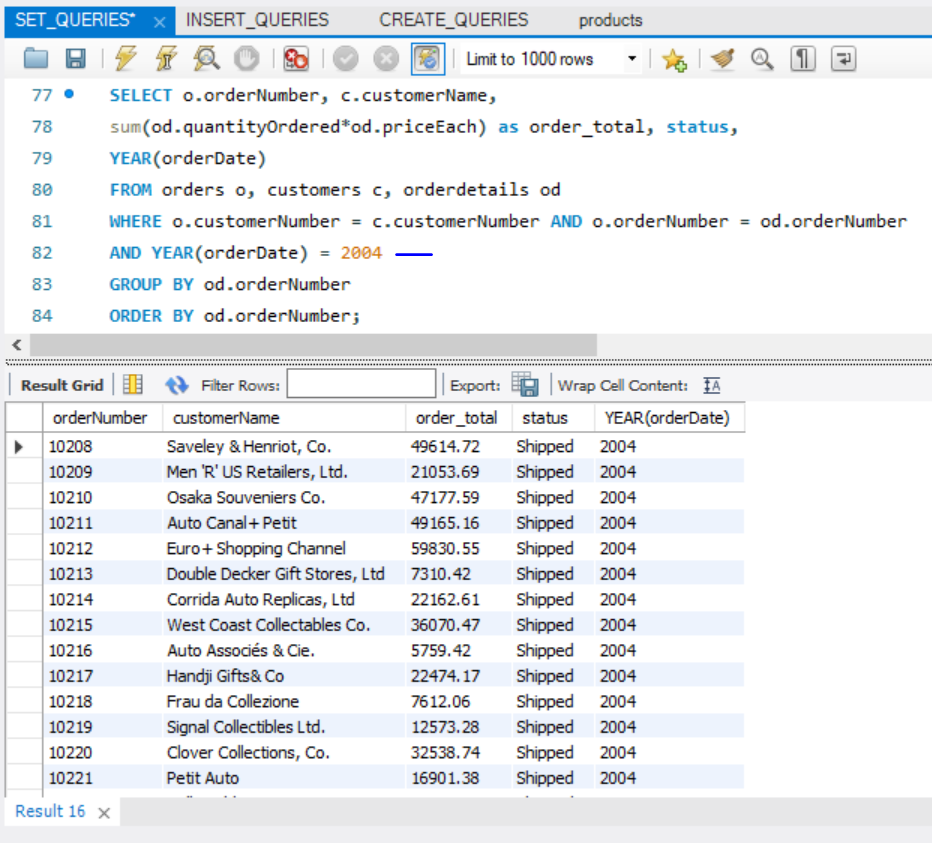 SET_QUERIES* INSERT_QUERIES CREATE_QUERIES products
Limit to 1000 rows
77 SELECT o.orderNumber, c.customerName,
78 sum(od.quantityOrdered*od.priceEach) as order_total, status,
79 YEAR(orderDate)
80 FROM orders o, customers c, orderdetails od
81 WHERE o.customerNumber = c.customerNumber AND o.orderNumber = od.orderNumber
82 AND YEAR(orderDate) = 2004
83 GROUP BY od.orderNumber
84 ORDER BY od.orderNumber;
Result Grid Filter Rows: Export: Wrap Cell Content:
orderNumber customerName order_total status YEAR(orderDate)
10208 Saveley & Henriot, Co. 49614.72 Shipped 2004
10209 Men 'R' US Retailers, Ltd. 21053.69 Shipped 2004
10210 Osaka Souveniers Co. 47177.59 Shipped 2004
10211 Auto Canal+ Petit 49165.16 Shipped 2004
10212 Euro+ Shopping Channel 59830.55 Shipped 2004
10213 Double Decker Gift Stores, Ltd 7310.42 Shipped 2004
10214 Corrida Auto Replicas, Ltd 22162.61 Shipped 2004
10215 West Coast Collectables Co. 36070.47 Shipped 2004
10216 Auto Associés & Cie. 5759.42 Shipped 2004
10217 Handji Gifts& Co 22474.17 Shipped 2004
10218 Frau da Collezione 7612.06 Shipped 2004
10219 Signal Collectibles Ltd. 12573.28 Shipped 2004
10220 Clover Collections, Co. 32538.74 Shipped 2004
10221 Petit Auto 16901.38 Shipped 2004
Result 16